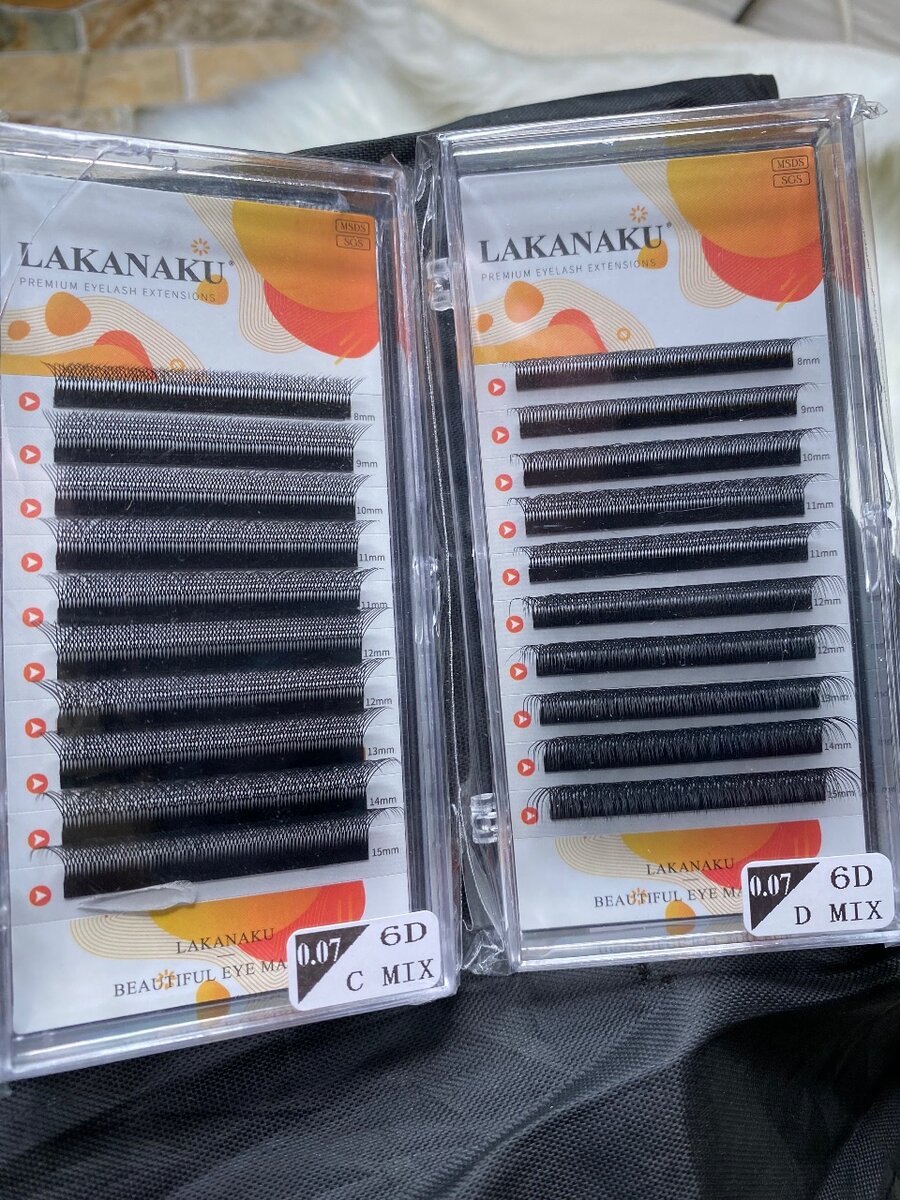 MSDS
SGS
LAKANAKU
PREMIUM EYELASH EXTENSIONS
8mm
9mm
10mm
11mm
11mm
12mm
12mm
13mm
14mm
15mm
LAKANAKU
BEAUTIFUL EYE MA
0.07 6D
C MIX
MSDS
SGS
LAKANAKU®
PREMIUM EYELASH EXTENSIONS
8mm
9mm
10mm
11mm
11mm
12mm
12mm
13mm
14mm
15mm
LAKANAKU
BEAUTIFUL EYE MA
0.07 6D
D MIX